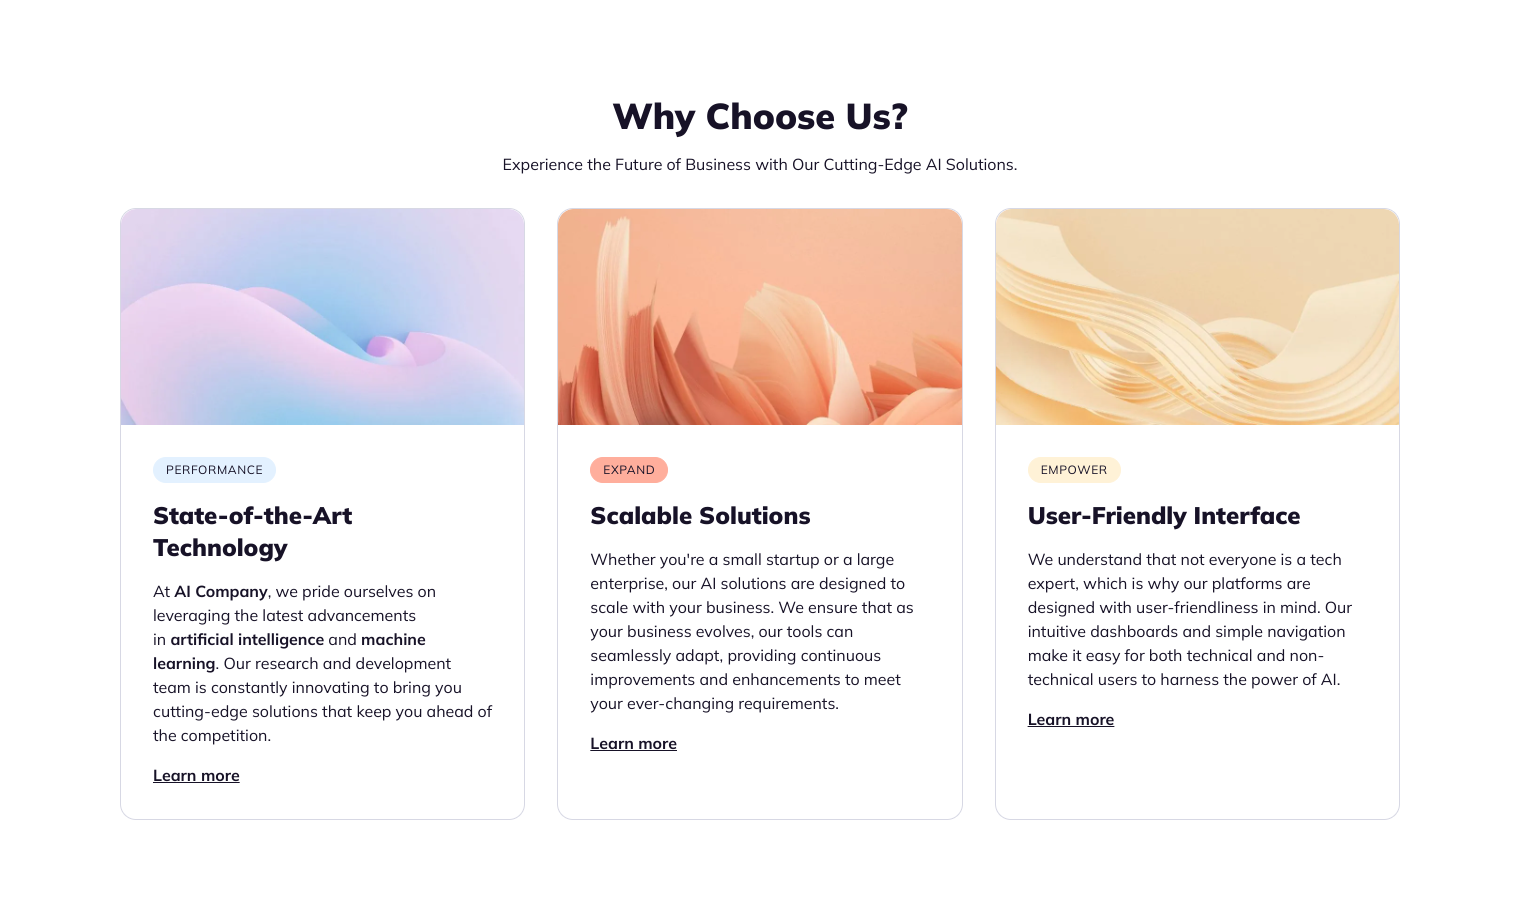 Why Choose Us?
Experience the Future of Business with Our Cutting-Edge AI Solutions.
PERFORMANCE
State-of-the-Art
Technology
At AI Company, we pride ourselves on
leveraging the latest advancements
in artificial intelligence and machine
learning. Our research and development
team is constantly innovating to bring you
cutting-edge solutions that keep you ahead of
the competition.
Learn more
EXPAND
Scalable Solutions
Whether you're a small startup or a large
enterprise, our AI solutions are designed to
scale with your business. We ensure that as
your business evolves, our tools can
seamlessly adapt, providing continuous
improvements and enhancements to meet
your ever-changing requirements.
Learn more
EMPOWER
User-Friendly Interface
We understand that not everyone is a tech
expert, which is why our platforms are
designed with user-friendliness in mind. Our
intuitive dashboards and simple navigation
make it easy for both technical and non-
technical users to harness the power of AI.
Learn more